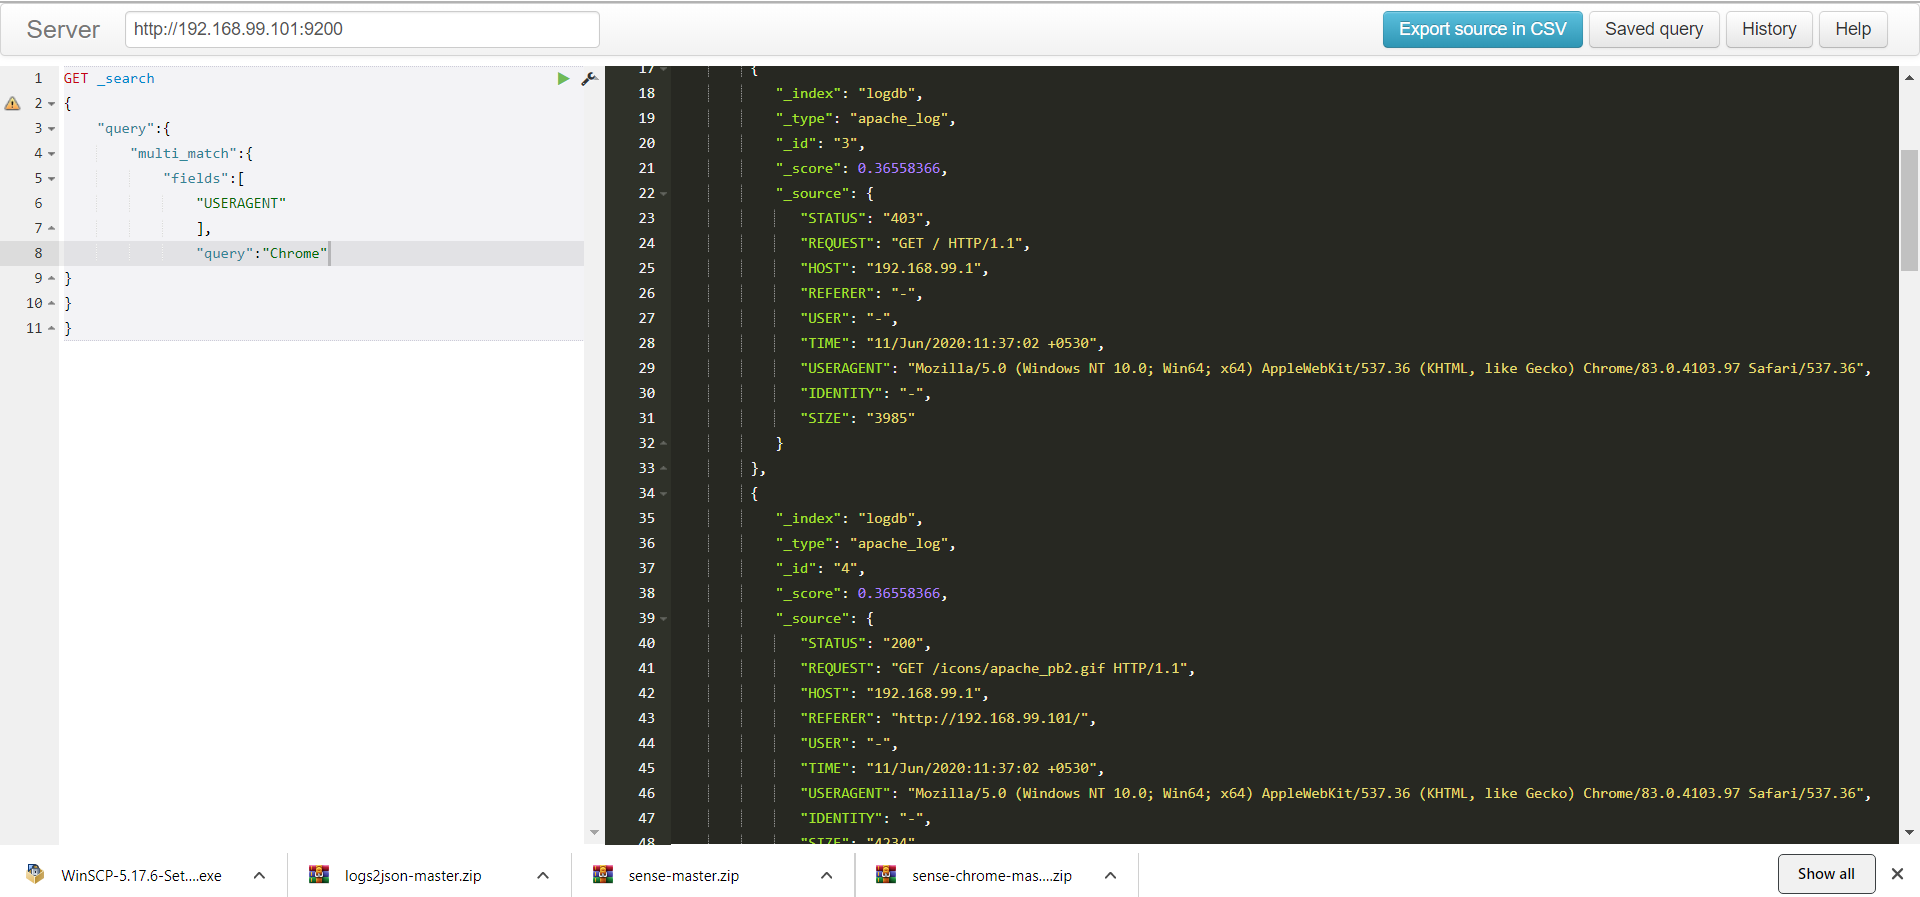 Server http://192.168.99.101:9200 Export source in CSV Saved query History Help
1 GET _search
2 {
3 "query":{
4 "multi_match":{
5 "fields":[
6 "USERAGENT"
7 ],
8 "query":"Chrome"
9 }
10 }
11 }
17 {
18 "_index": "logdb",
19 "_type": "apache_log",
20 "_id": "3",
21 "_score": 0.36558366,
22 "_source": {
23 "STATUS": "403",
24 "REQUEST": "GET / HTTP/1.1",
25 "HOST": "192.168.99.1",
26 "REFERER": "-",
27 "USER": "-",
28 "TIME": "11/Jun/2020:11:37:02 +0530",
29 "USERAGENT": "Mozilla/5.0 (Windows NT 10.0; Win64; x64) AppleWebKit/537.36 (KHTML, like Gecko) Chrome/83.0.4103.97 Safari/537.36",
30 "IDENTITY": "-",
31 "SIZE": "3985"
32 }
33 },
34 {
35 "_index": "logdb",
36 "_type": "apache_log",
37 "_id": "4",
38 "_score": 0.36558366,
39 "_source": {
40 "STATUS": "200",
41 "REQUEST": "GET /icons/apache_pb2.gif HTTP/1.1",
42 "HOST": "192.168.99.1",
43 "REFERER": "http://192.168.99.101/",
44 "USER": "-",
45 "TIME": "11/Jun/2020:11:37:02 +0530",
46 "USERAGENT": "Mozilla/5.0 (Windows NT 10.0; Win64; x64) AppleWebKit/537.36 (KHTML, like Gecko) Chrome/83.0.4103.97 Safari/537.36",
47 "IDENTITY": "-",
48 "SIZE": "4234"
WinSCP-5.17.6-Set....exe logs2json-master.zip sense-master.zip sense-chrome-mas....zip Show all